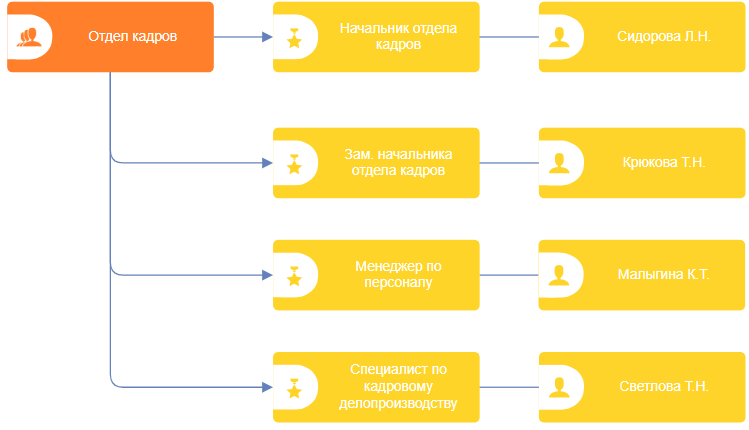 Отдел кадров
Начальник отдела
кадров
Сидорова Л.Н.
Зам. начальника
отдела кадров
Крюкова Т.Н.
Менеджер по
персоналу
Малыгина К.Т.
Специалист по
кадровому
делопроизводству
Светлова Т.Н.